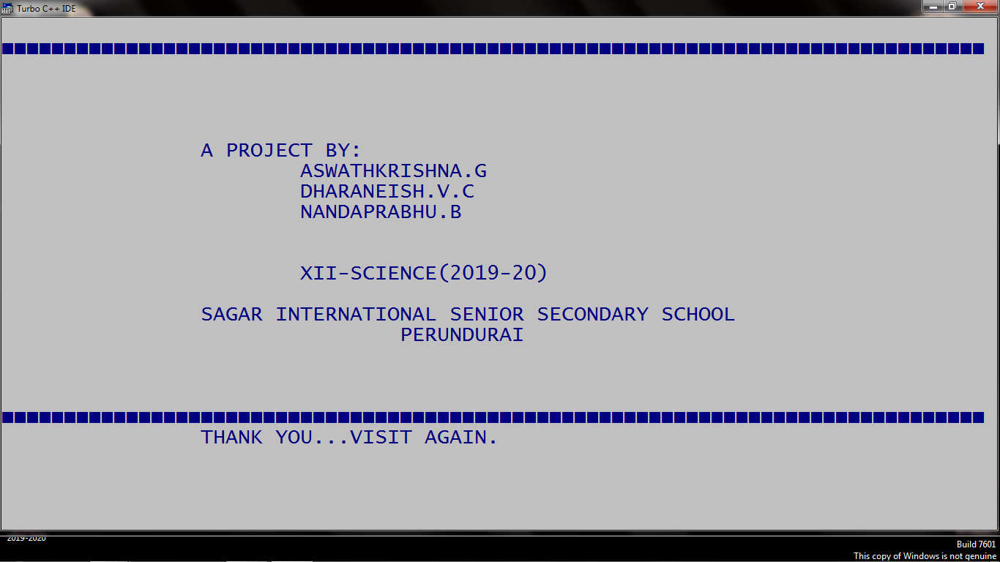 Turbo C++ IDE
A PROJECT BY:
ASWATHKRISHNA.G
DHARANEISH.V.C
NANDAPRABHU.B
XII-SCIENCE(2019-20)
SAGAR INTERNATIONAL SENIOR SECONDARY SCHOOL
PERUNDURAI
THANK YOU...VISIT AGAIN.
2019-2020
Build 7601
This copy of Windows is not genuine